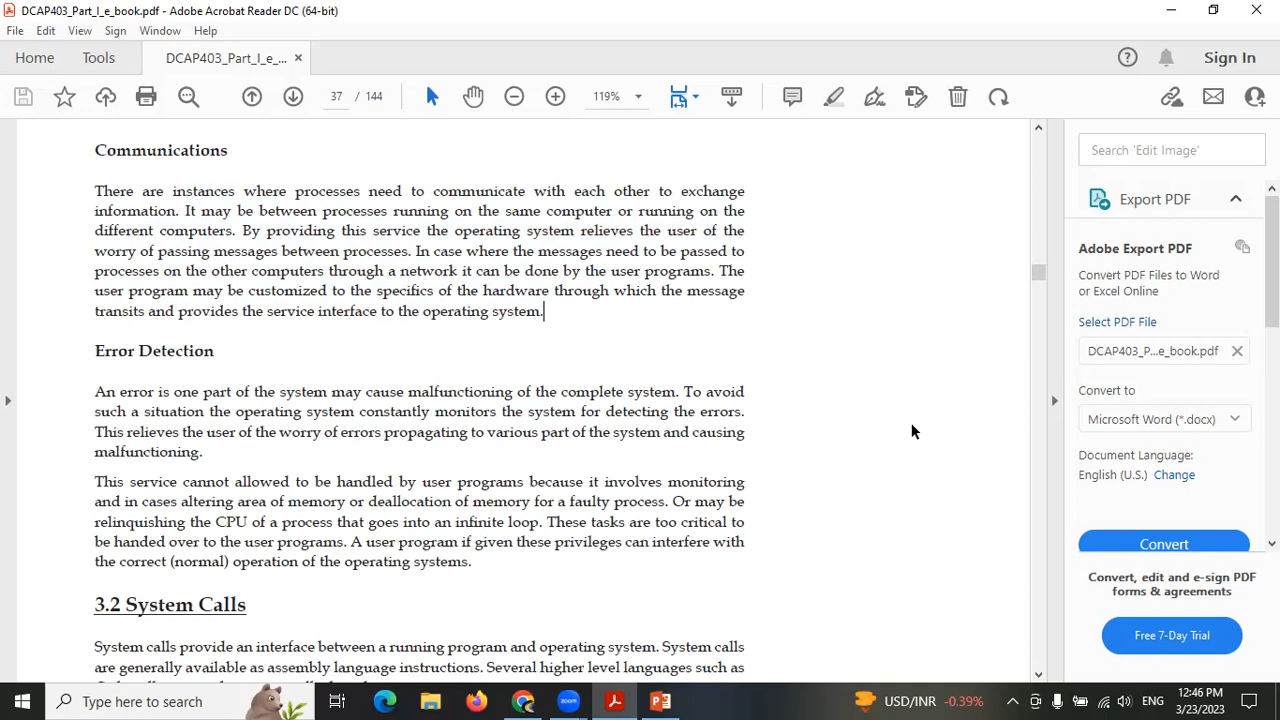 DCAP403_Part_I_e_book.pdf - Adobe Acrobat Reader DC (64-bit)
File Edit View Sign Window Help
Home Tools DCAP403_Part_I_e_... × Sign In
37 / 144 119%
Communications
There are instances where processes need to communicate with each other to exchange
information. It may be between processes running on the same computer or running on the
different computers. By providing this service the operating system relieves the user of the
worry of passing messages between processes. In case where the messages need to be passed to
processes on the other computers through a network it can be done by the user programs. The
user program may be customized to the specifics of the hardware through which the message
transits and provides the service interface to the operating system.
Error Detection
An error is one part of the system may cause malfunctioning of the complete system. To avoid
such a situation the operating system constantly monitors the system for detecting the errors.
This relieves the user of the worry of errors propagating to various part of the system and causing
malfunctioning.
This service cannot allowed to be handled by user programs because it involves monitoring
and in cases altering area of memory or deallocation of memory for a faulty process. Or may be
relinquishing the CPU of a process that goes into an infinite loop. These tasks are too critical to
be handed over to the user programs. A user program if given these privileges can interfere with
the correct (normal) operation of the operating systems.
3.2 System Calls
System calls provide an interface between a running program and operating system. System calls
are generally available as assembly language instructions. Several higher level languages such as
Search 'Edit Image'
Export PDF
Adobe Export PDF
Convert PDF Files to Word
or Excel Online
Select PDF File
DCAP403_P...e_book.pdf
Convert to
Microsoft Word (*.docx)
Document Language:
English (U.S.) Change
Convert
Convert, edit and e-sign PDF
forms & agreements
Free 7-Day Trial
Type here to search
zoom
USD/INR -0.39%
ENG
12:46 PM
3/23/2023